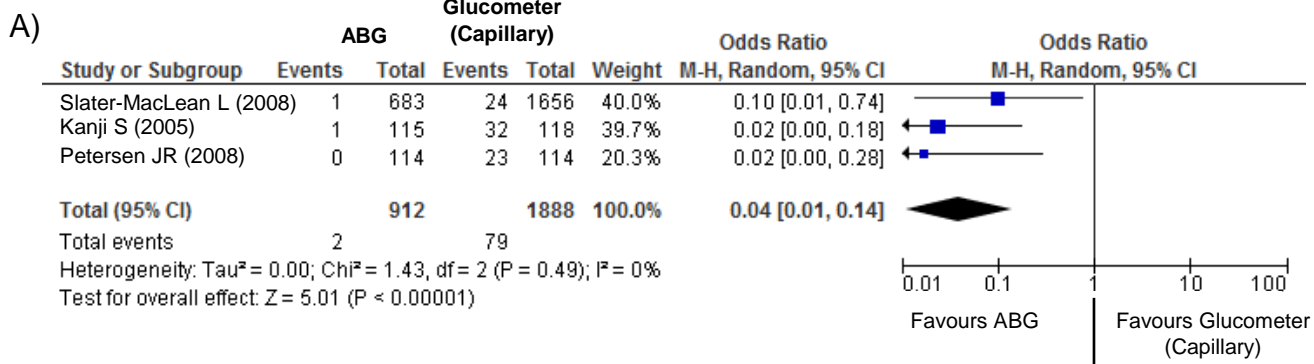 A)
ABG Glucometer (Capillary) Odds Ratio Odds Ratio
Study or Subgroup Events Total Events Total Weight M-H, Random, 95% CI M-H, Random, 95% CI
Slater-MacLean L (2008) 1 683 24 1656 40.0% 0.10 [0.01, 0.74]
Kanji S (2005) 1 115 32 118 39.7% 0.02 [0.00, 0.18]
Petersen JR (2008) 0 114 23 114 20.3% 0.02 [0.00, 0.28]
Total (95% CI) 912 1888 100.0% 0.04 [0.01, 0.14]
Total events 2 79
Heterogeneity: Tau² = 0.00; Chi² = 1.43, df = 2 (P = 0.49); I² = 0%
Test for overall effect: Z = 5.01 (P < 0.00001)
0.01 0.1 1 10 100
Favours ABG Favours Glucometer
(Capillary)